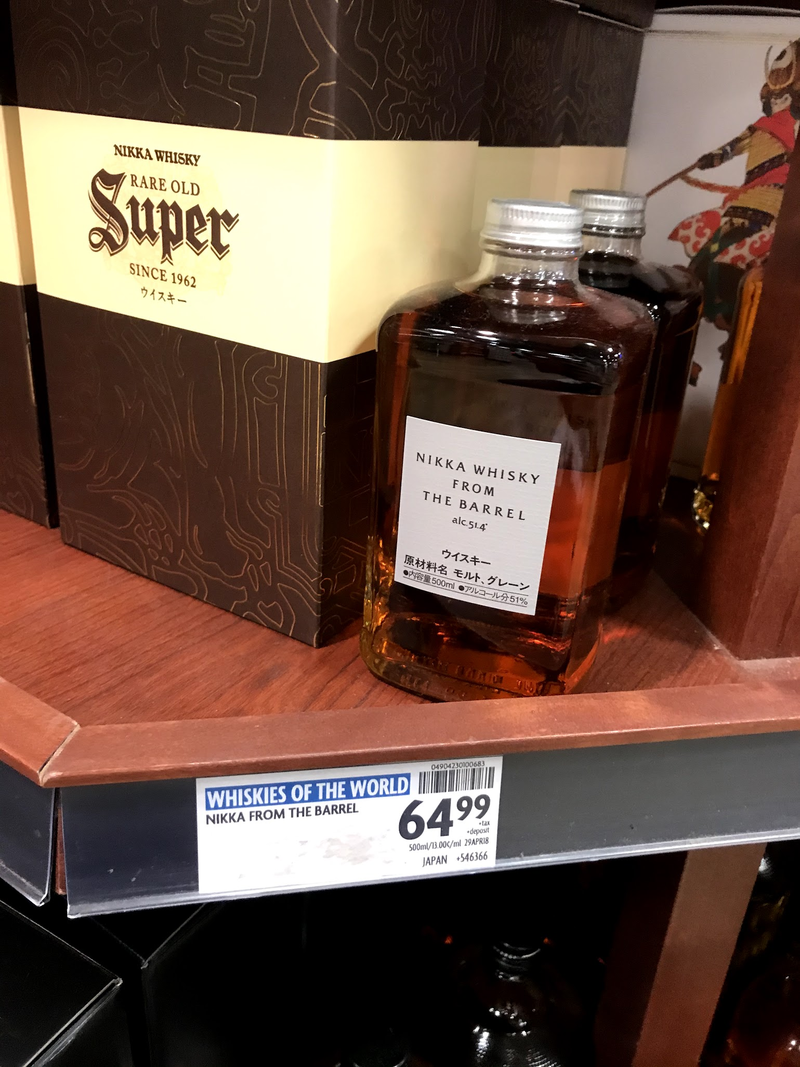 NIKKA WHISKY
RARE OLD
Super
SINCE 1962
ウイスキー
NIKKA WHISKY
FROM
THE BARREL
alc.51.4°
ウイスキー
原材料名 モルト、グレーン
●内容量500ml ●アルコール分51%
04904230100683
WHISKIES OF THE WORLD
NIKKA FROM THE BARREL
64 99
+tax
+deposit
500ml/13.00¢/ml 29APR18
JAPAN +546366